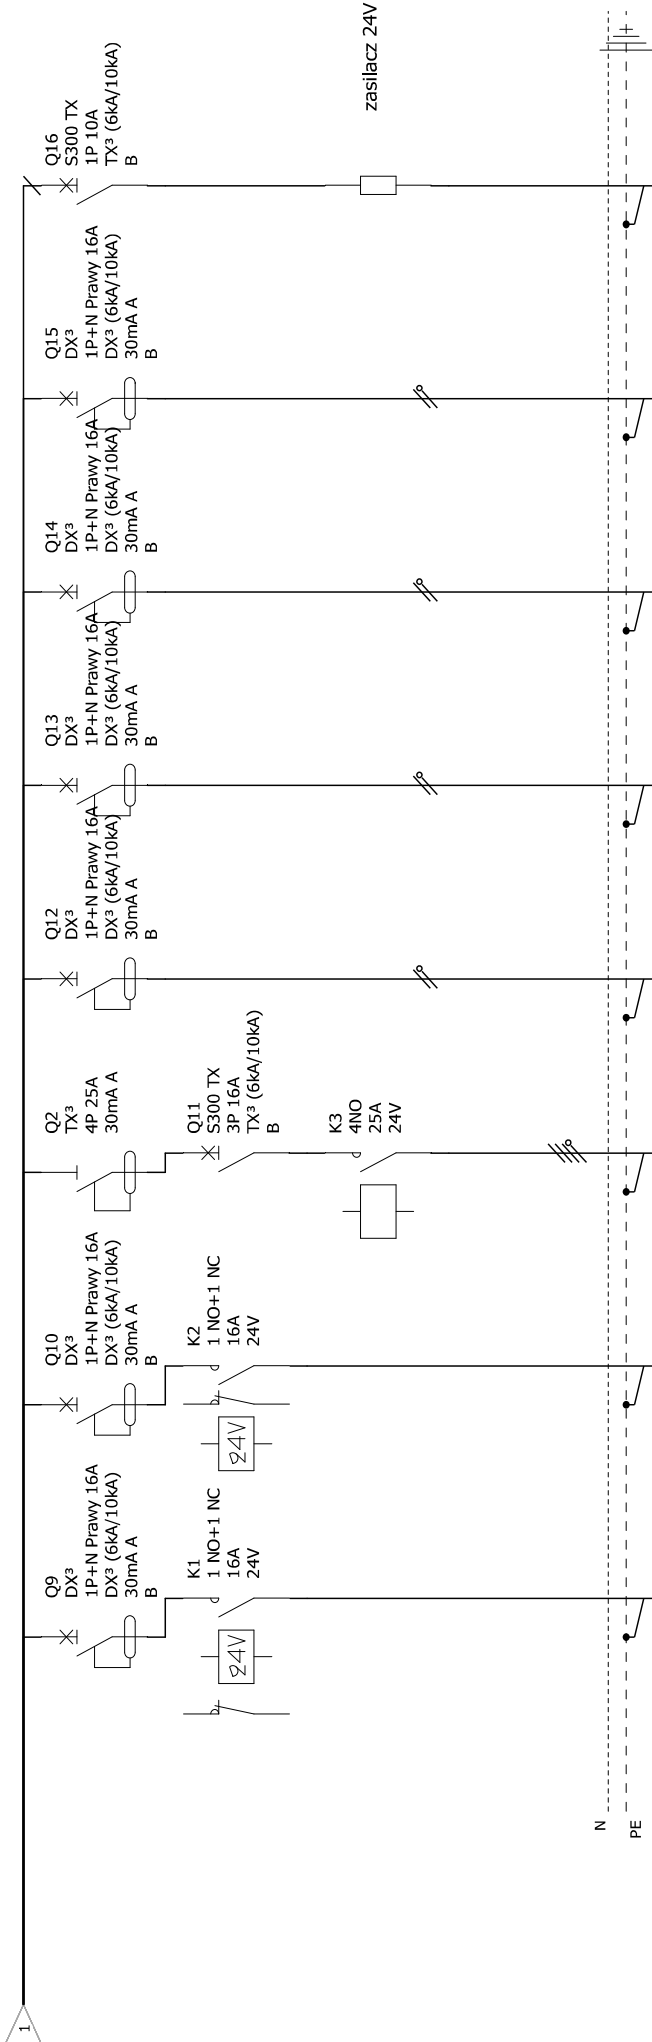 1
Q9
DX³
1P+N Prawy 16A
DX³ (6kA/10kA)
30mA A
B
K1
1 NO+1 NC
16A
24V
24V
Q10
DX³
1P+N Prawy 16A
DX³ (6kA/10kA)
30mA A
B
K2
1 NO+1 NC
16A
24V
24V
Q2
TX³
4P 25A
30mA A
Q11
S300 TX
3P 16A
TX³ (6kA/10kA)
B
K3
4NO
25A
24V
Q12
DX³
1P+N Prawy 16A
DX³ (6kA/10kA)
30mA A
B
Q13
DX³
1P+N Prawy 16A
DX³ (6kA/10kA)
30mA A
B
Q14
DX³
1P+N Prawy 16A
DX³ (6kA/10kA)
30mA A
B
Q15
DX³
1P+N Prawy 16A
DX³ (6kA/10kA)
30mA A
B
Q16
S300 TX
1P 10A
TX³ (6kA/10kA)
B
zasilacz 24V
N
PE